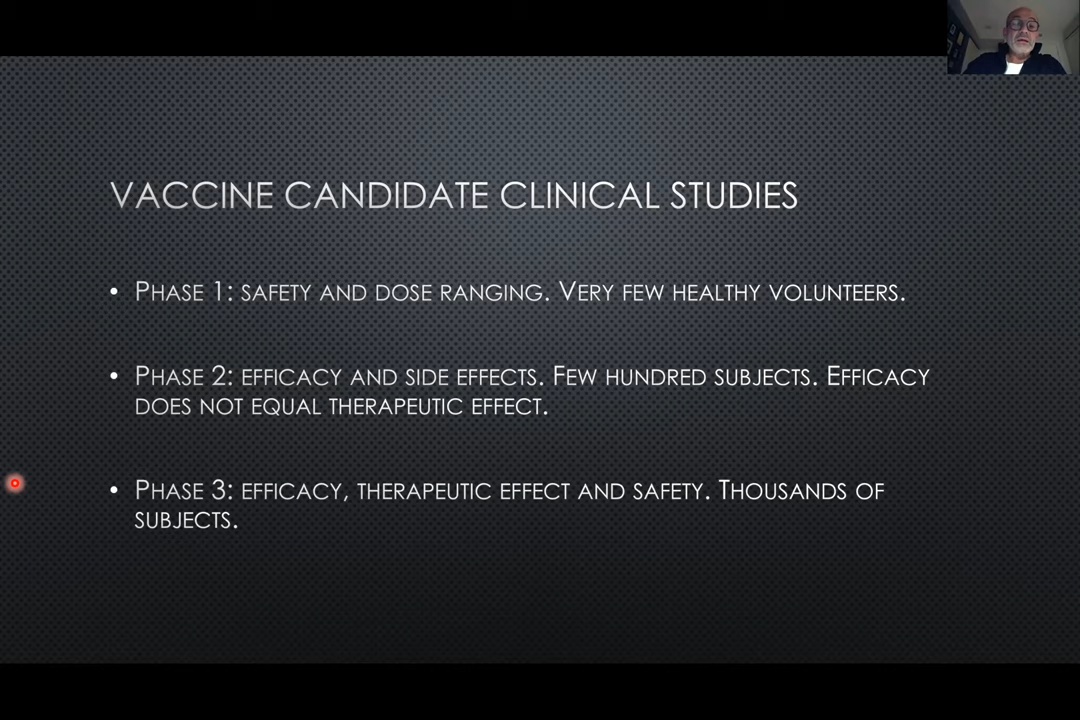 VACCINE CANDIDATE CLINICAL STUDIES
• PHASE 1: SAFETY AND DOSE RANGING. VERY FEW HEALTHY VOLUNTEERS.
• PHASE 2: EFFICACY AND SIDE EFFECTS. FEW HUNDRED SUBJECTS. EFFICACY
DOES NOT EQUAL THERAPEUTIC EFFECT.
• PHASE 3: EFFICACY, THERAPEUTIC EFFECT AND SAFETY. THOUSANDS OF
SUBJECTS.